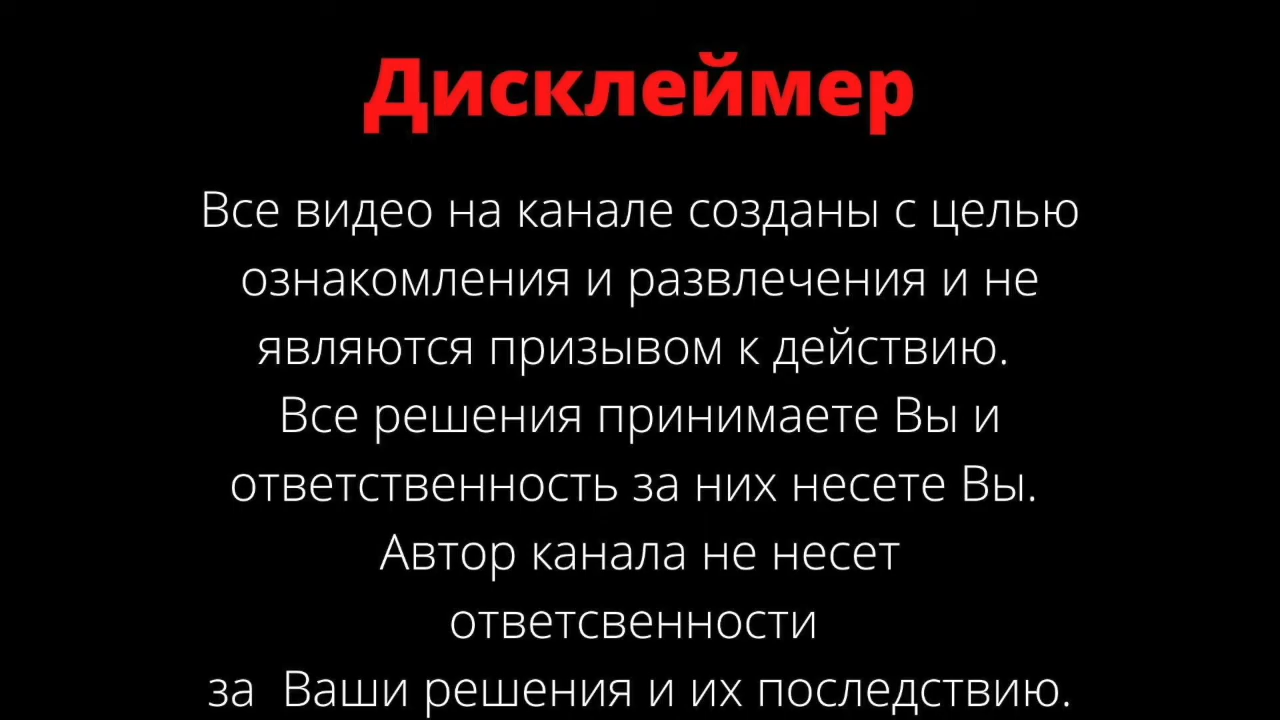 Дисклеймер
Все видео на канале созданы с целью
ознакомления и развлечения и не
являются призывом к действию.
Все решения принимаете Вы и
ответственность за них несете Вы.
Автор канала не несет
ответсвенности
за  Ваши решения и их последствию.